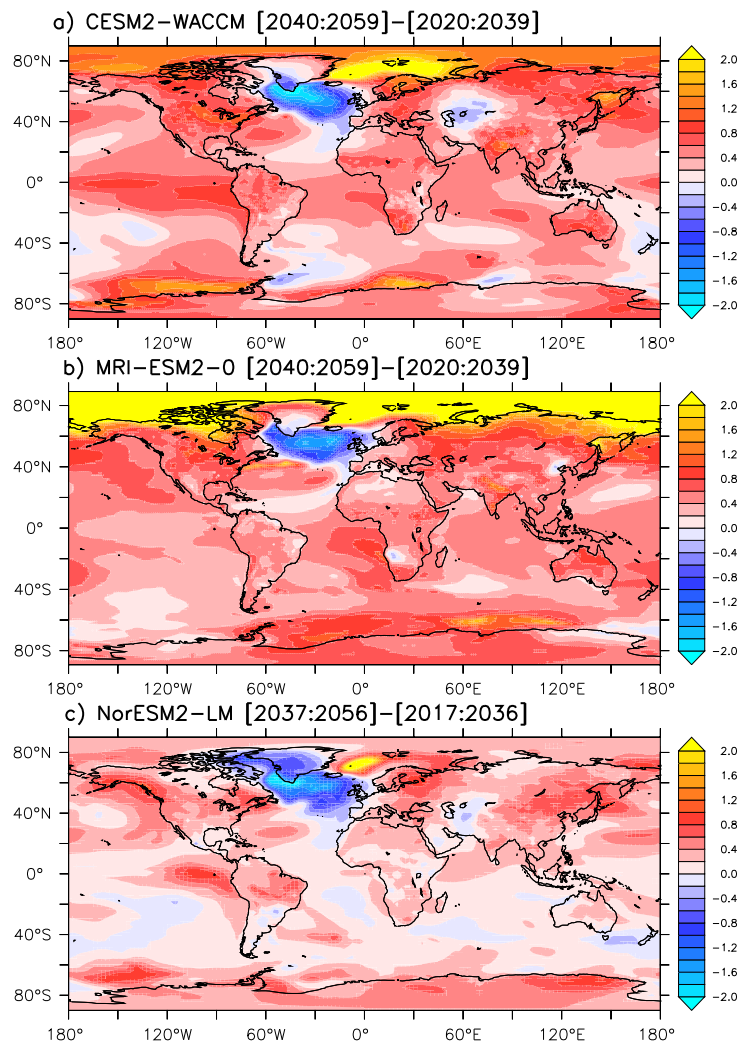 a) CESM2-WACCM [2040:2059]-[2020:2039]
80°N
40°N
0°
40°S
80°S
180° 120°W 60°W 0° 60°E 120°E 180°
2.0
1.6
1.2
0.8
0.4
0.0
-0.4
-0.8
-1.2
-1.6
-2.0
b) MRI-ESM2-0 [2040:2059]-[2020:2039]
80°N
40°N
0°
40°S
80°S
180° 120°W 60°W 0° 60°E 120°E 180°
2.0
1.6
1.2
0.8
0.4
0.0
-0.4
-0.8
-1.2
-1.6
-2.0
c) NorESM2-LM [2037:2056]-[2017:2036]
80°N
40°N
0°
40°S
80°S
180° 120°W 60°W 0° 60°E 120°E 180°
2.0
1.6
1.2
0.8
0.4
0.0
-0.4
-0.8
-1.2
-1.6
-2.0